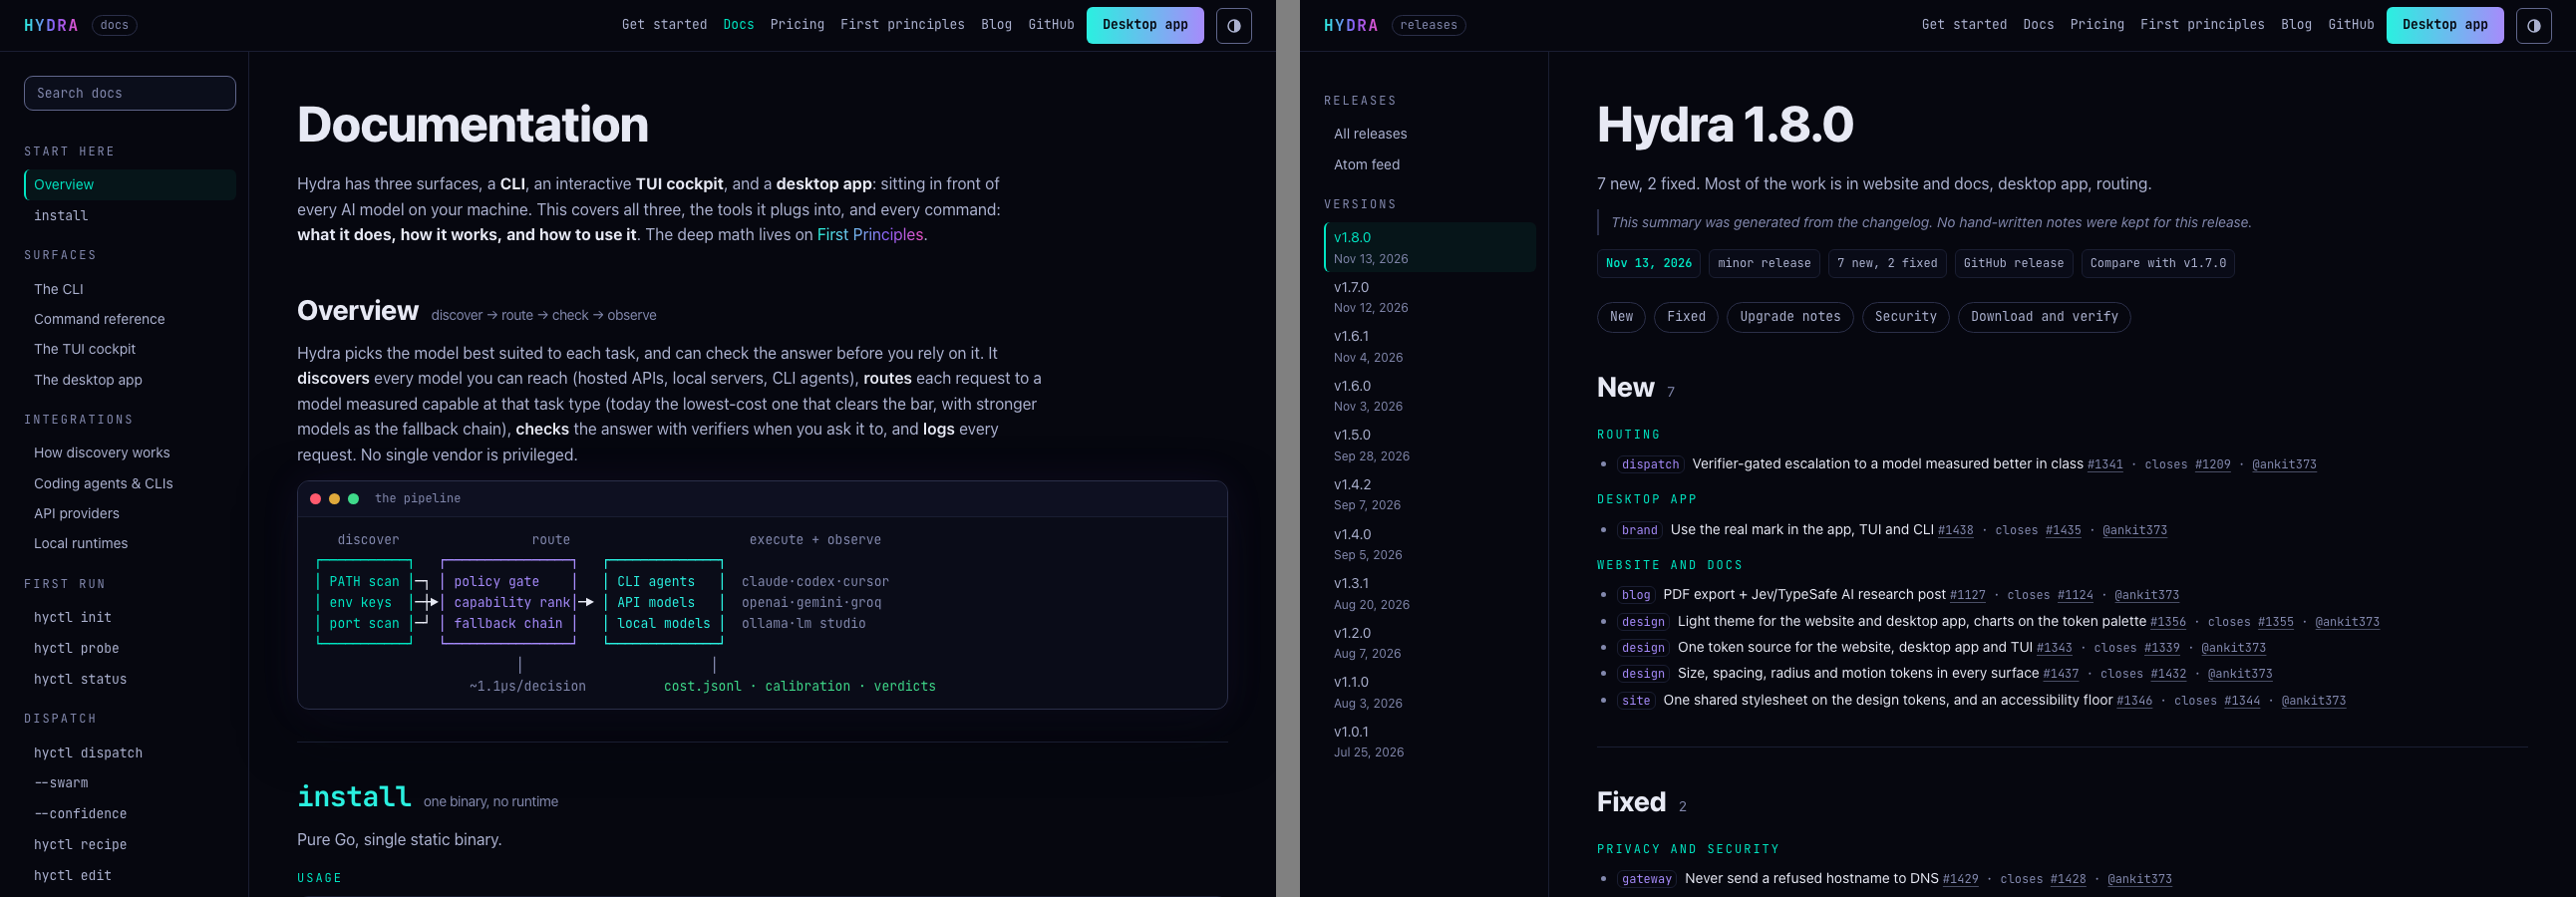 HYDRA docs Get started Docs Pricing First principles Blog GitHub Desktop app
Search docs
START HERE
Overview
install
SURFACES
The CLI
Command reference
The TUI cockpit
The desktop app
INTEGRATIONS
How discovery works
Coding agents & CLIs
API providers
Local runtimes
FIRST RUN
hyctl init
hyctl probe
hyctl status
DISPATCH
hyctl dispatch
--swarm
--confidence
hyctl recipe
hyctl edit
Documentation
Hydra has three surfaces, a CLI, an interactive TUI cockpit, and a desktop app: sitting in front of
every AI model on your machine. This covers all three, the tools it plugs into, and every command:
what it does, how it works, and how to use it. The deep math lives on First Principles.
Overview discover → route → check → observe
Hydra picks the model best suited to each task, and can check the answer before you rely on it. It
discovers every model you can reach (hosted APIs, local servers, CLI agents), routes each request to a
model measured capable at that task type (today the lowest-cost one that clears the bar, with stronger
models as the fallback chain), checks the answer with verifiers when you ask it to, and logs every
request. No single vendor is privileged.
the pipeline
discover route execute + observe
PATH scan policy gate CLI agents claude·codex·cursor
env keys capability rank API models openai·gemini·groq
port scan fallback chain local models ollama·lm studio
~1.1µs/decision cost.jsonl · calibration · verdicts
install one binary, no runtime
Pure Go, single static binary.
USAGE
HYDRA releases Get started Docs Pricing First principles Blog GitHub Desktop app
RELEASES
All releases
Atom feed
VERSIONS
v1.8.0
Nov 13, 2026
v1.7.0
Nov 12, 2026
v1.6.1
Nov 4, 2026
v1.6.0
Nov 3, 2026
v1.5.0
Sep 28, 2026
v1.4.2
Sep 7, 2026
v1.4.0
Sep 5, 2026
v1.3.1
Aug 20, 2026
v1.2.0
Aug 7, 2026
v1.1.0
Aug 3, 2026
v1.0.1
Jul 25, 2026
Hydra 1.8.0
7 new, 2 fixed. Most of the work is in website and docs, desktop app, routing.
This summary was generated from the changelog. No hand-written notes were kept for this release.
Nov 13, 2026 minor release 7 new, 2 fixed GitHub release Compare with v1.7.0
New Fixed Upgrade notes Security Download and verify
New 7
ROUTING
• dispatch Verifier-gated escalation to a model measured better in class #1341 · closes #1209 · @ankit373
DESKTOP APP
• brand Use the real mark in the app, TUI and CLI #1438 · closes #1435 · @ankit373
WEBSITE AND DOCS
• blog PDF export + Jev/TypeSafe AI research post #1127 · closes #1124 · @ankit373
• design Light theme for the website and desktop app, charts on the token palette #1356 · closes #1355 · @ankit373
• design One token source for the website, desktop app and TUI #1343 · closes #1339 · @ankit373
• design Size, spacing, radius and motion tokens in every surface #1437 · closes #1432 · @ankit373
• site One shared stylesheet on the design tokens, and an accessibility floor #1346 · closes #1344 · @ankit373
Fixed 2
PRIVACY AND SECURITY
• gateway Never send a refused hostname to DNS #1429 · closes #1428 · @ankit373